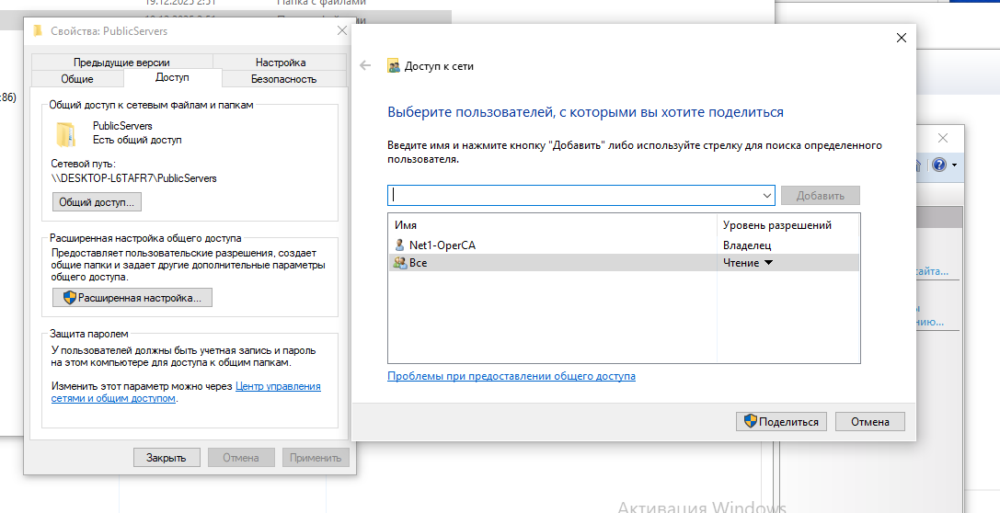 19.12.2025 2:51 Папка с файлами
Свойства: PublicServers
Предыдущие версии Настройка
Общие Доступ Безопасность
Общий доступ к сетевым файлам и папкам
PublicServers
Есть общий доступ
Сетевой путь:
\\DESKTOP-L6TAFR7\PublicServers
Общий доступ...
Расширенная настройка общего доступа
Предоставляет пользовательские разрешения, создает
общие папки и задает другие дополнительные параметры
общего доступа.
Расширенная настройка...
Защита паролем
У пользователей должны быть учетная запись и пароль
на этом компьютере для доступа к общим папкам.
Изменить этот параметр можно через Центр управления
сетями и общим доступом.
Закрыть Отмена Применить
Доступ к сети
Выберите пользователей, с которыми вы хотите поделиться
Введите имя и нажмите кнопку "Добавить" либо используйте стрелку для поиска определенного
пользователя.
Добавить
Имя Уровень разрешений
Net1-OperCA Владелец
Все Чтение
Проблемы при предоставлении общего доступа
Поделиться Отмена
:86)
сайта...
нию...
Активация Windows